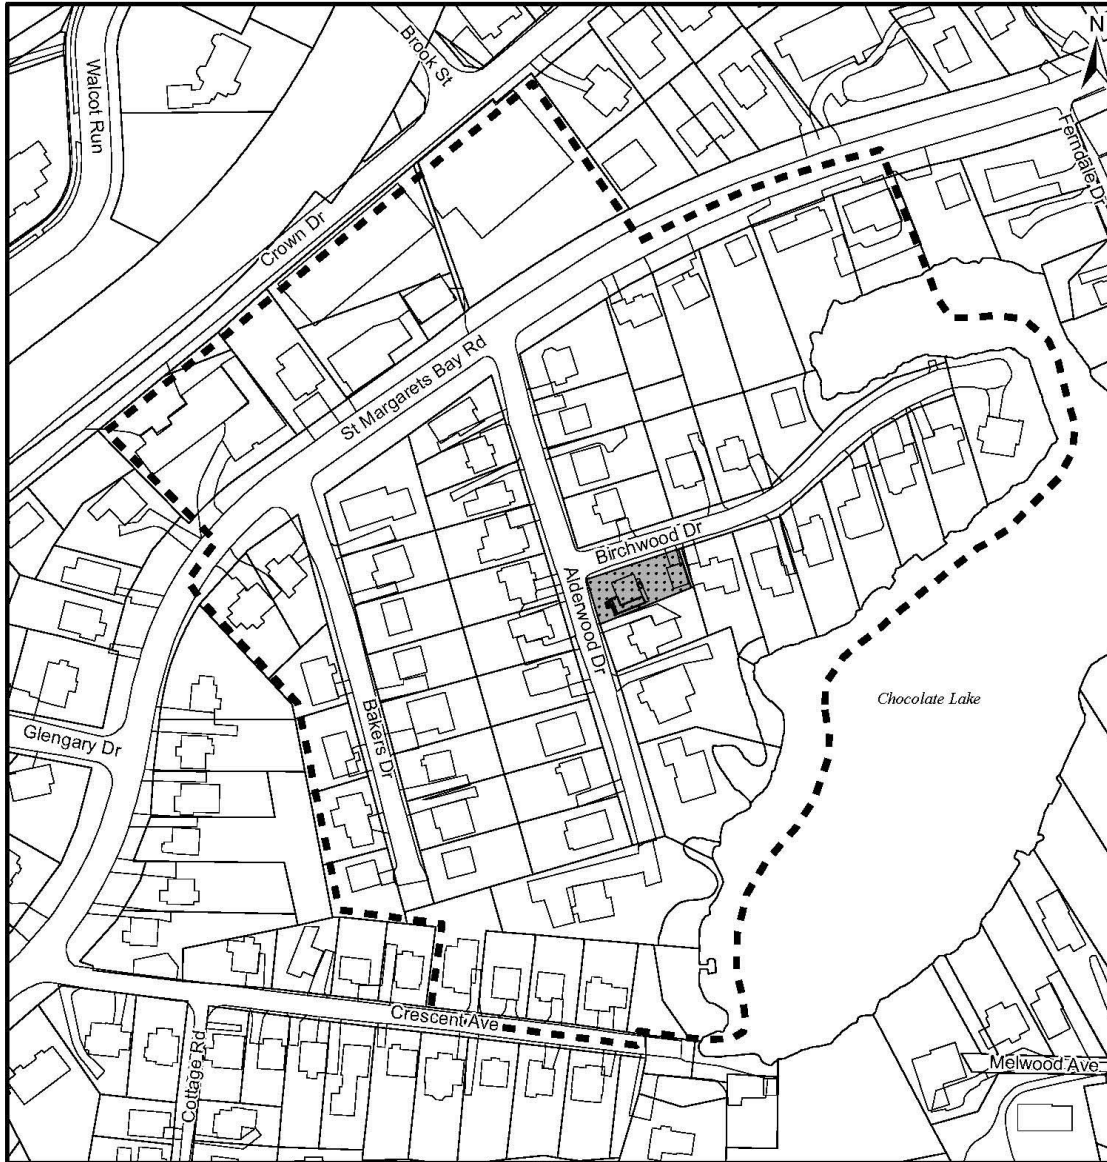 N
Brook St
Walcot Run
Ferndale Dr
Crown Dr
St Margarets Bay Rd
Birchwood Dr
Alderwood Dr
Chocolate Lake
Bakers Dr
Glengary Dr
Crescent Ave
Cottage Rd
Melwood Ave